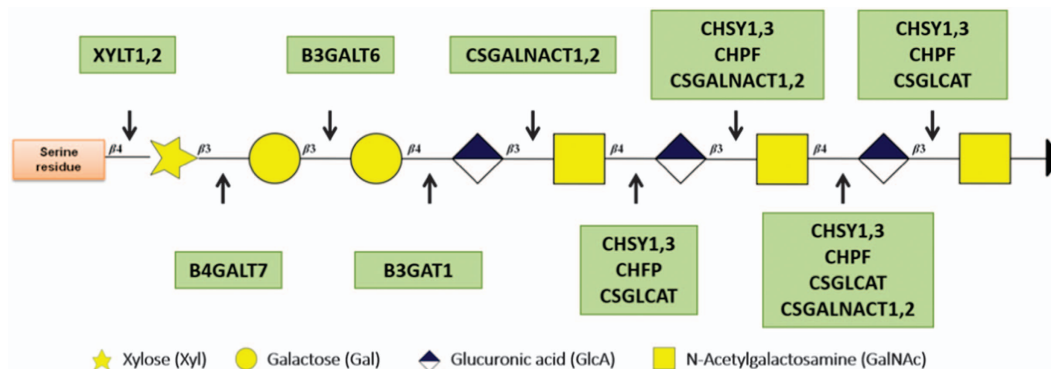 XYLT1,2
B3GALT6
CSGALNACT1,2
CHSY1,3
CHPF
CSGALNACT1,2
CHSY1,3
CHPF
CSGLCAT
Serine
residue
β4
β3
β3
β4
β3
β4
β3
β4
β3
B4GALT7
B3GAT1
CHSY1,3
CHFP
CSGLCAT
CHSY1,3
CHPF
CSGLCAT
CSGALNACT1,2
Xylose (Xyl)
Galactose (Gal)
Glucuronic acid (GlcA)
N-Acetylgalactosamine (GalNAc)